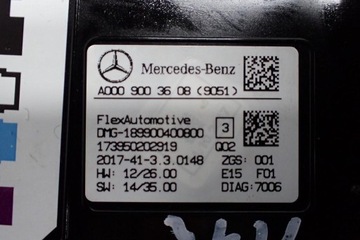 Mercedes-Benz
A000 900 36 08 (9051)
FlexAutomotive
DMG-189900400800 3
173950202919 Q02
2017-41-3.3.0148 ZGS: 001
HW: 12/26.00 E15 F01
SW: 14/35.00 DIAG: 7006